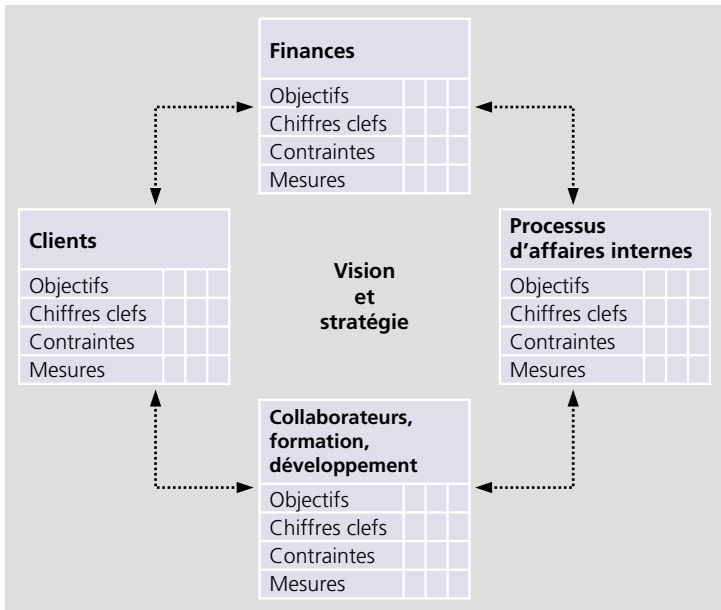 Finances
Objectifs
Chiffres clefs
Contraintes
Mesures
Clients
Objectifs
Chiffres clefs
Contraintes
Mesures
Vision
et
stratégie
Processus
d’affaires internes
Objectifs
Chiffres clefs
Contraintes
Mesures
Collaborateurs,
formation,
développement
Objectifs
Chiffres clefs
Contraintes
Mesures